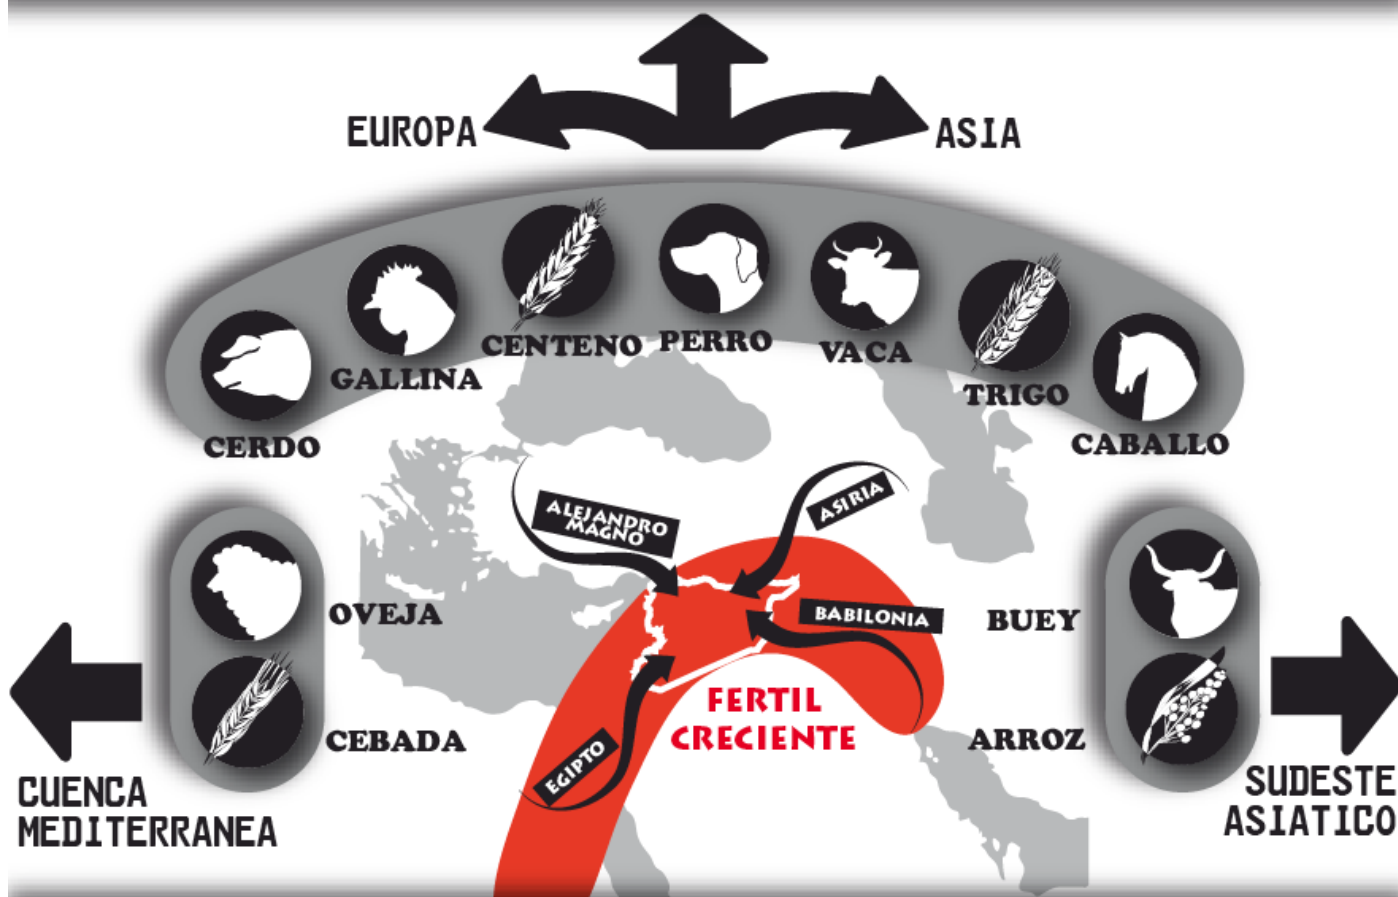 EUROPA
ASIA
CERDO
GALLINA
CENTENO
PERRO
VACA
TRIGO
CABALLO
ALEJANDRO
MAGNO
ASIRIA
OVEJA
BABILONIA
BUEY
FERTIL
CRECIENTE
CEBADA
EGIPTO
ARROZ
CUENCA
MEDITERRANEA
SUDESTE
ASIATICO